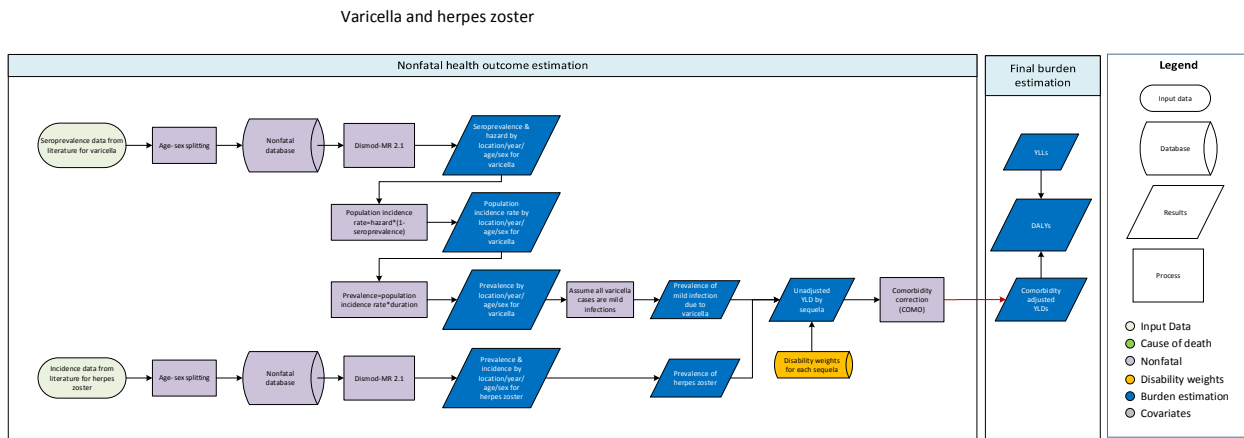 Varicella and herpes zoster
Nonfatal health outcome estimation
Final burden
estimation
Legend
Input data
Database
Results
Process
Input Data
Cause of death
Nonfatal
Disability weights
Burden estimation
Covariates
Seroprevalence data from
literature for varicella
Age- sex splitting
Nonfatal
database
Dismod-MR 2.1
Seroprevalence &
hazard by
location/year/
age/sex for
varicella
Population incidence
rate=hazard*(1-
seroprevalence)
Population
incidence rate by
location/year/
age/sex for
varicella
Prevalence=population
incidence rate*duration
Prevalence by
location/year/
age/sex for
varicella
Assume all varicella
cases are mild
infections
Prevalence of
mild infection
due to
varicella
Unadjusted
YLD by
sequela
Comorbidity
correction
(COMO)
Comorbidity
adjusted
YLDs
YLLs
DALYs
Disability weights
for each sequela
Incidence data from
literature for herpes
zoster
Age- sex splitting
Nonfatal
database
Dismod-MR 2.1
Prevalence &
incidence by
location/year/
age/sex for
herpes zoster
Prevalence of
herpes zoster